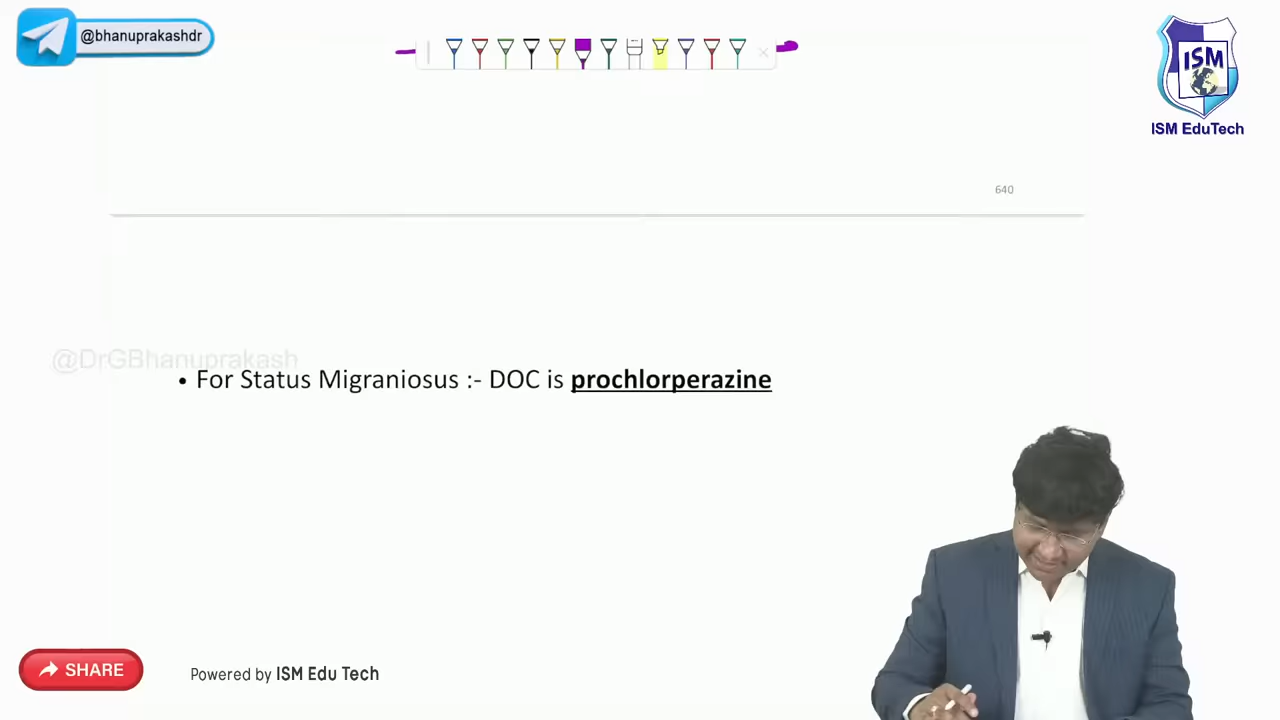 @bhanuprakashdr
ISM
ISM EduTech
640
@DrGBhanuprakash
• For Status Migraniosus :- DOC is prochlorperazine
SHARE
Powered by ISM Edu Tech